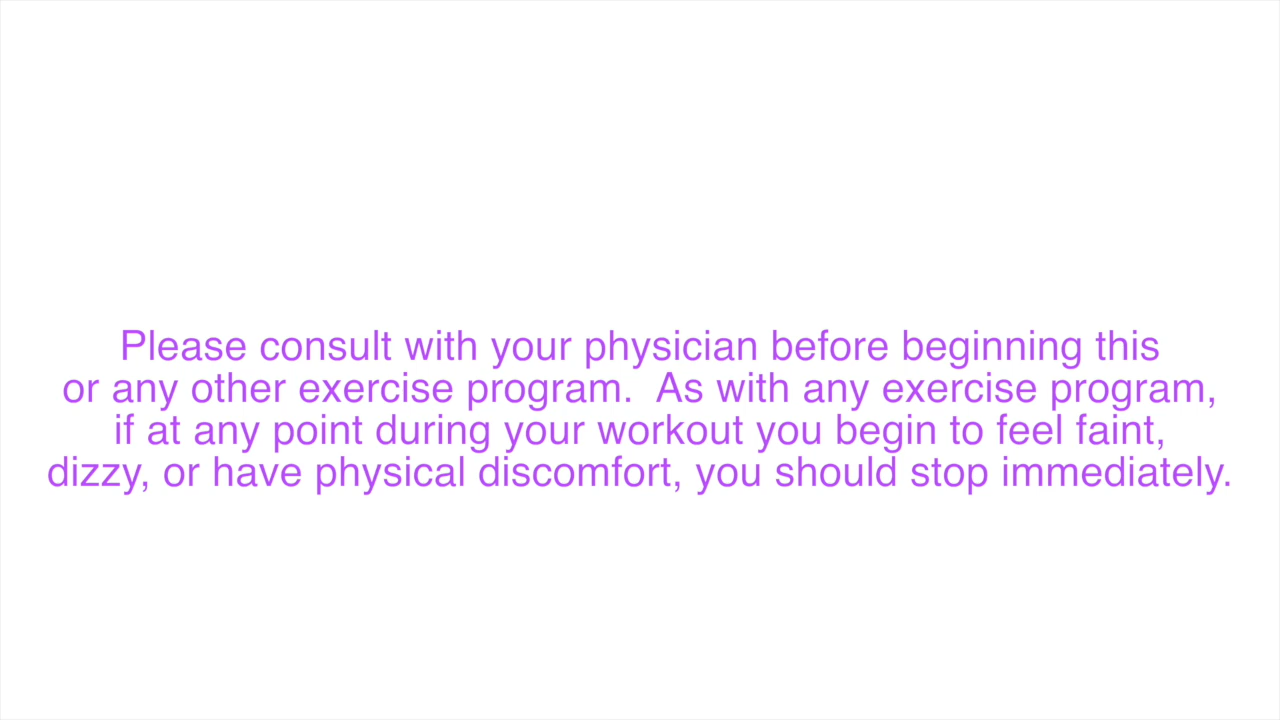 Please consult with your physician before beginning this
or any other exercise program.  As with any exercise program,
if at any point during your workout you begin to feel faint,
dizzy, or have physical discomfort, you should stop immediately.